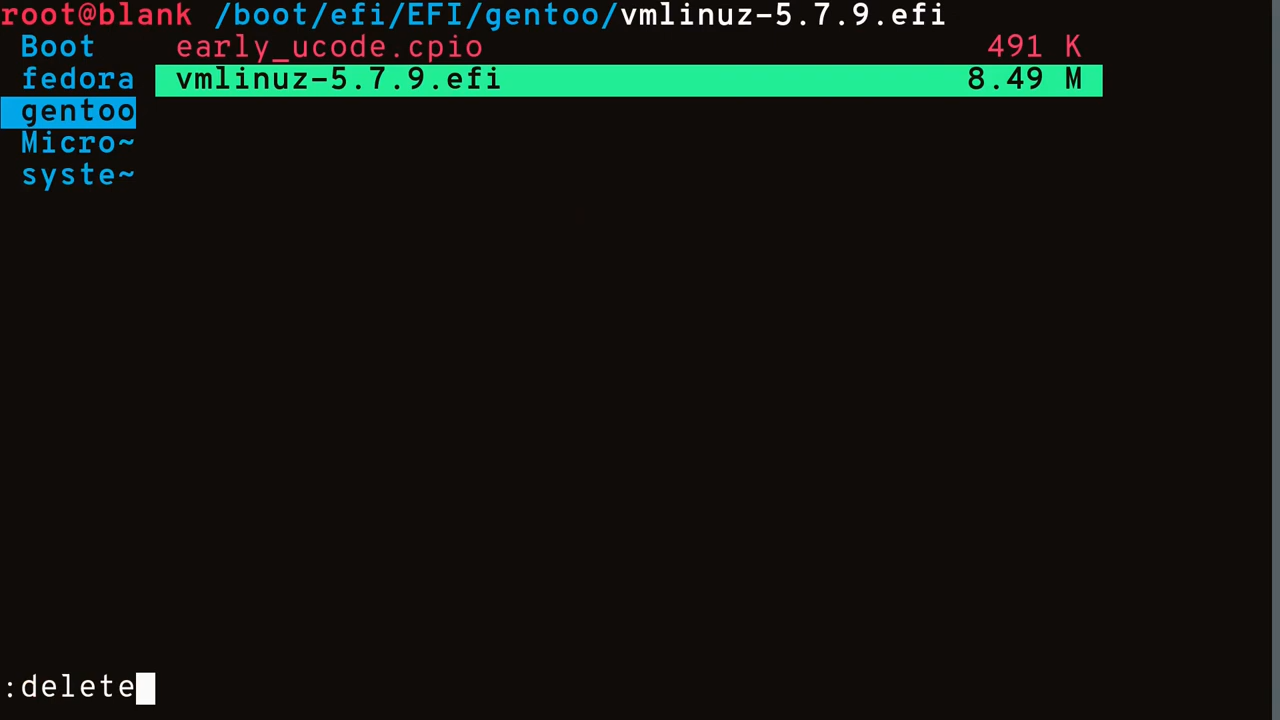 root@blank /boot/efi/EFI/gentoo/vmlinuz-5.7.9.efi
Boot early_ucode.cpio 491 K
fedora vmlinuz-5.7.9.efi 8.49 M
gentoo
Micro~
syste~
:delete